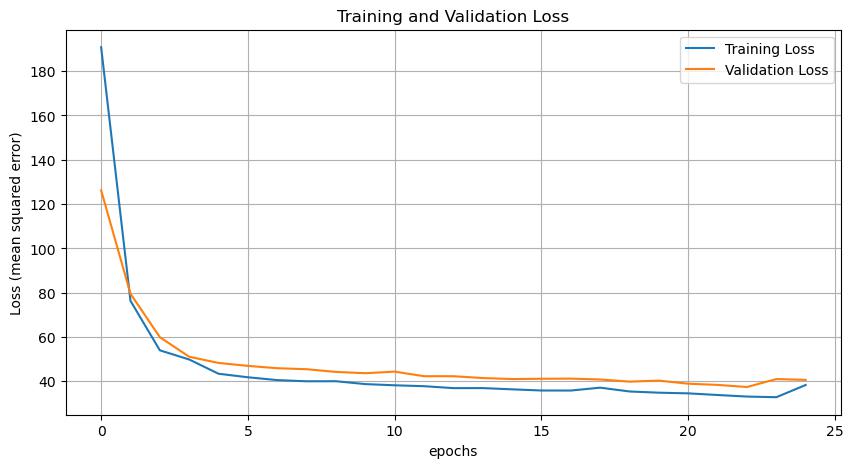 Training and Validation Loss
Training Loss
Validation Loss
Loss (mean squared error)
180
160
140
120
100
80
60
40
0 5 10 15 20 25
epochs